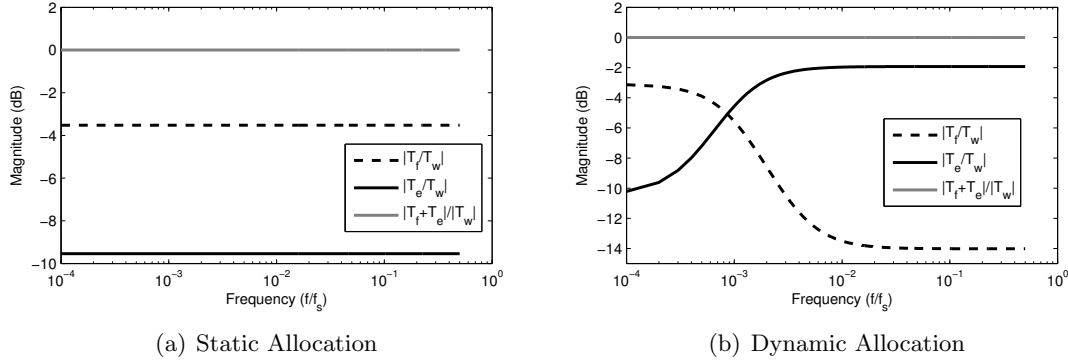 2
0
−2
−4
−6
−8
−10
Magnitude (dB)
|T_f/T_w|
|T_e/T_w|
|T_f+T_e|/|T_w|
10^−4
10^−3
10^−2
10^−1
10^0
Frequency (f/f_s)
(a) Static Allocation
2
0
−2
−4
−6
−8
−10
−12
−14
Magnitude (dB)
|T_f/T_w|
|T_e/T_w|
|T_f+T_e|/|T_w|
10^−4
10^−3
10^−2
10^−1
10^0
Frequency (f/f_s)
(b) Dynamic Allocation